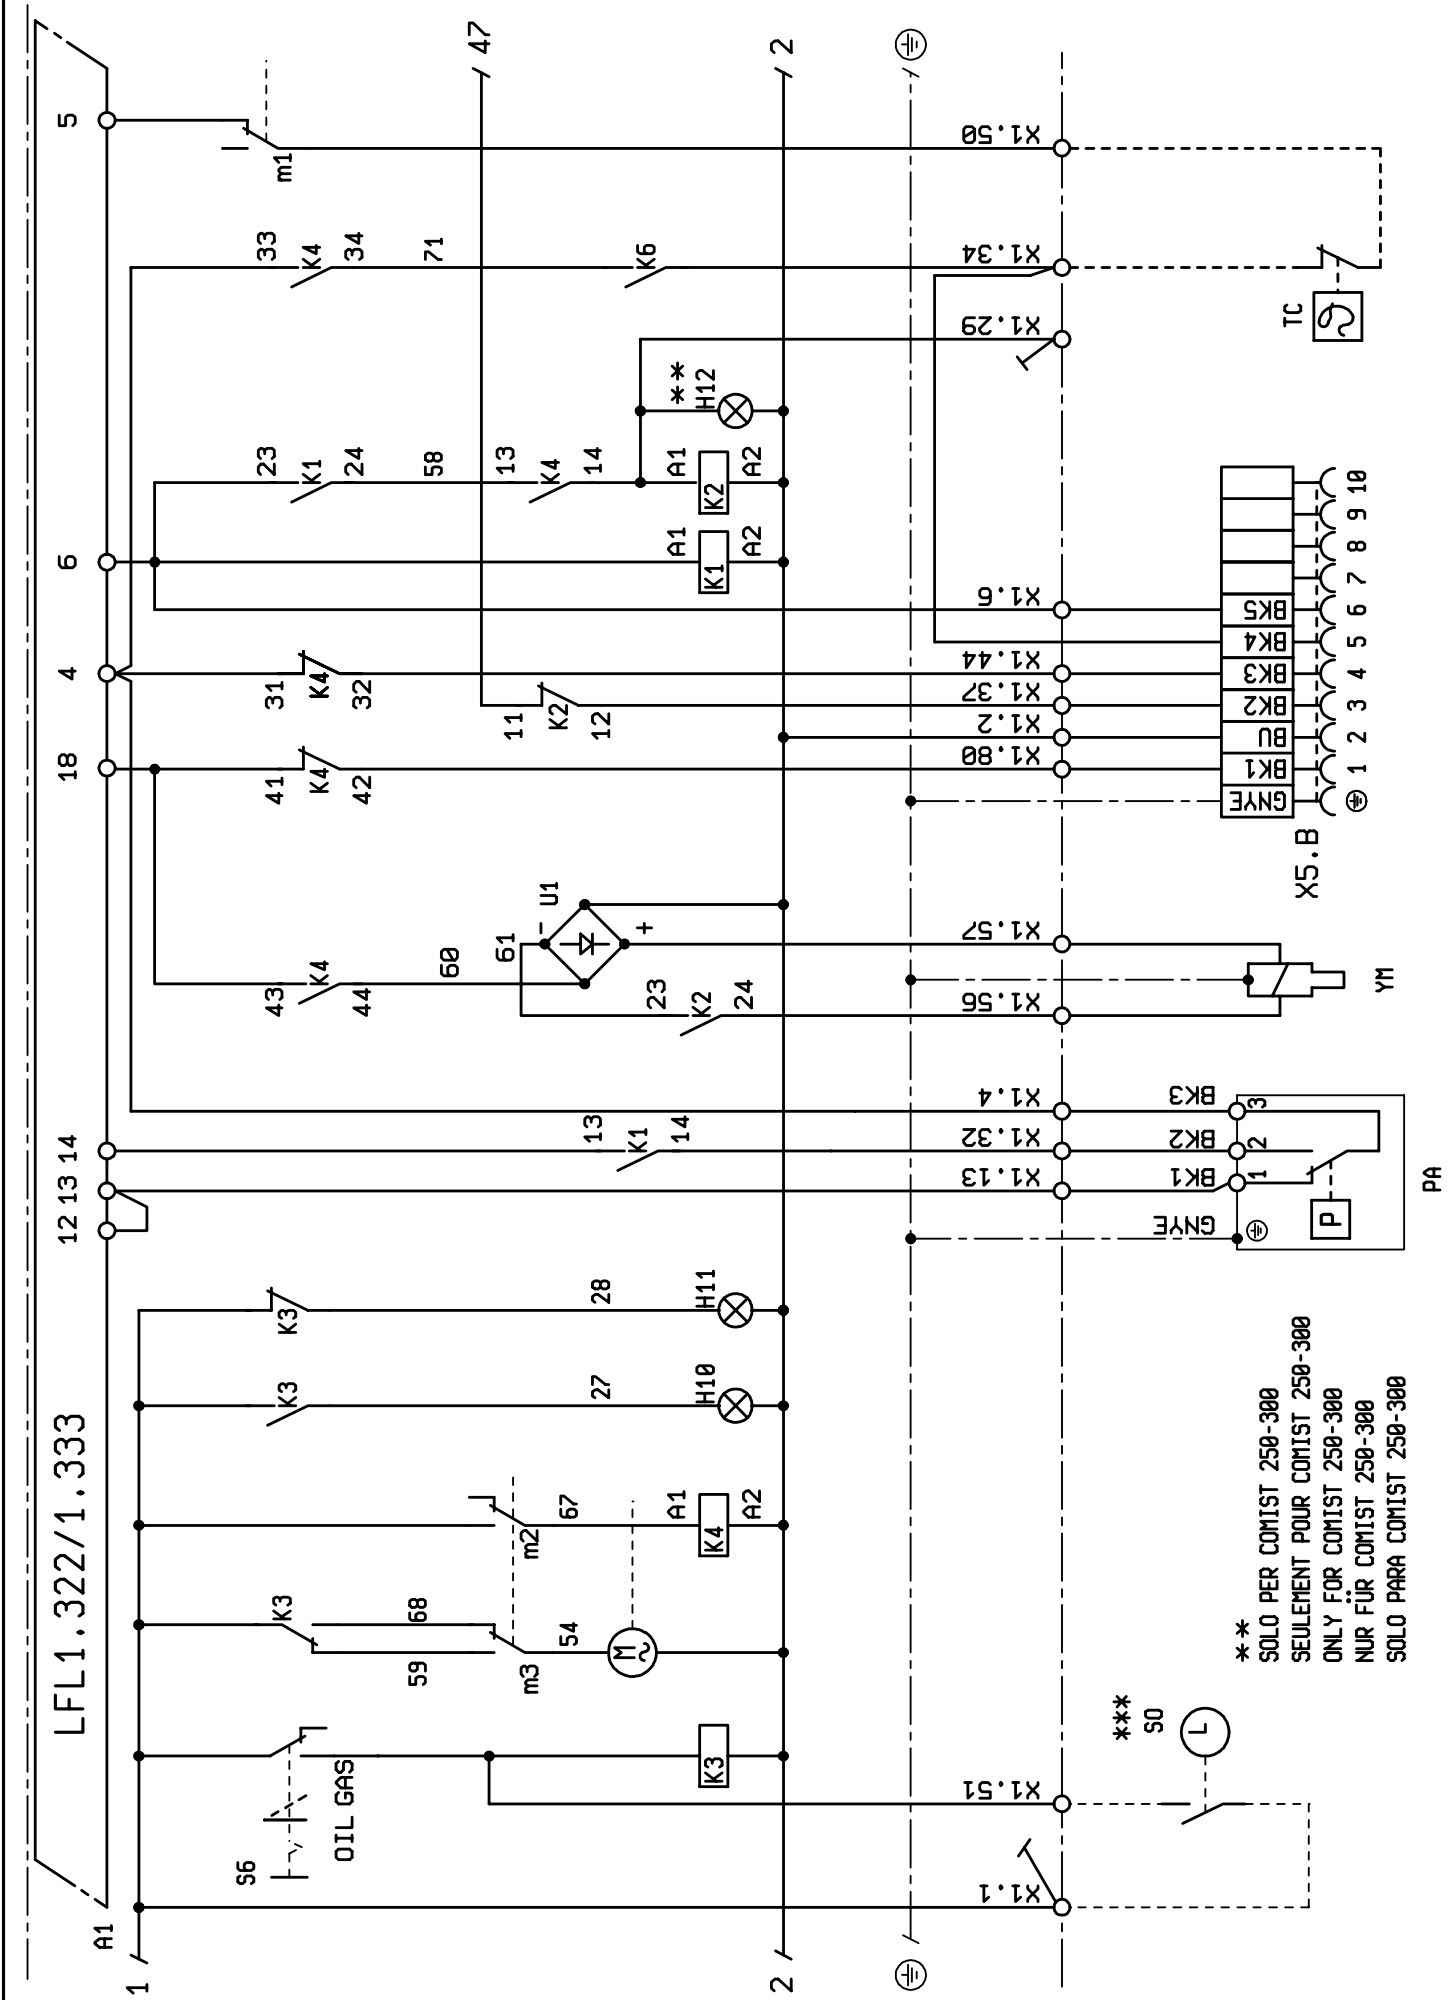 LFL1.322/1.333
12 13 14 18 4 6 5
A1
1
S6
OIL GAS
K3
K3
K3
43 K4 44
41 K4 42
31 K4 32
23 K1 24
33 K4 34
m1
59 68
60
58
71
47
m3
m2
54
67
27
28
61
U1
-
+
11 K2 12
13 K4 14
13 K1 14
K6
M
23 K2 24
A1 K4 A2
A1 K1 A2
A1 K2 A2
**
H12
K3
H10
H11
2
2
X1.1
X1.51
X1.13
X1.32
X1.4
X1.56
X1.57
X1.80
X1.2
X1.37
X1.44
X1.6
X1.29
X1.34
X1.50
***
SO
L
GNYE
BK1
BK2
BK3
1 2 3
P
PA
YM
X5.B
GNYE BK1 BU BK2 BK3 BK4 BK5
1 2 3 4 5 6 7 8 9 10
TC
**
SOLO PER COMIST 250-300
SEULEMENT POUR COMIST 250-300
ONLY FOR COMIST 250-300
NUR FÜR COMIST 250-300
SOLO PARA COMIST 250-300